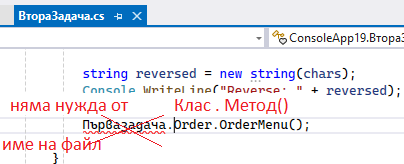 ВтораЗадача.cs
ConsoleApp19.Втора
string reversed = new string(chars);
Console.WriteLine("Reverse: " + reversed);
няма нужда от Клас . Метод()
Първазадача.Order.OrderMenu();
име на файл
}